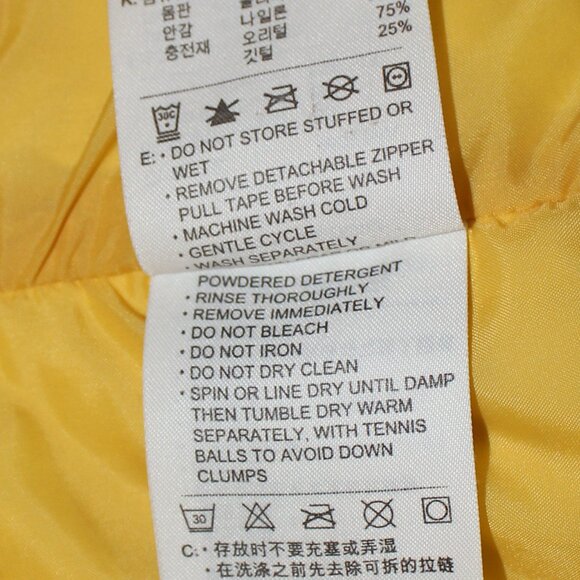 몸판 나일론
안감 오리털 75%
충전재 깃털 25%
30C
E: • DO NOT STORE STUFFED OR
WET
• REMOVE DETACHABLE ZIPPER
PULL TAPE BEFORE WASH
• MACHINE WASH COLD
• GENTLE CYCLE
• WASH SEPARATELY
POWDERED DETERGENT
• RINSE THOROUGHLY
• REMOVE IMMEDIATELY
• DO NOT BLEACH
• DO NOT IRON
• DO NOT DRY CLEAN
• SPIN OR LINE DRY UNTIL DAMP
THEN TUMBLE DRY WARM
SEPARATELY, WITH TENNIS
BALLS TO AVOID DOWN
CLUMPS
30
C: • 存放时不要充塞或弄湿
• 在洗涤之前先去除可拆的拉链